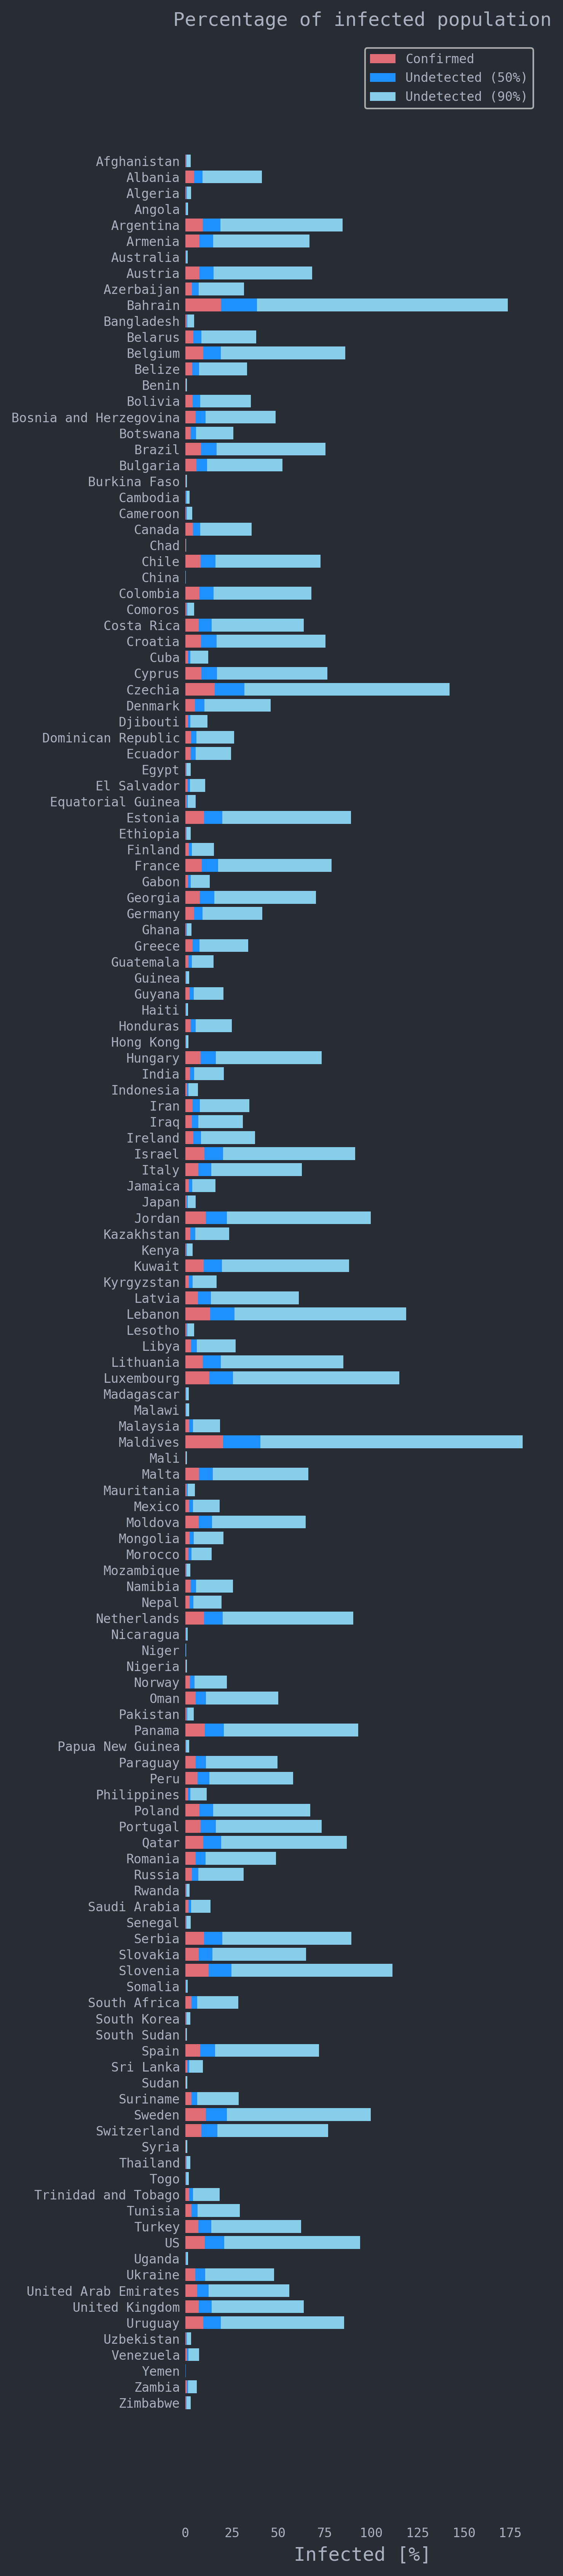 Percentage of infected population
Confirmed
Undetected (50%)
Undetected (90%)
Afghanistan
Albania
Algeria
Angola
Argentina
Armenia
Australia
Austria
Azerbaijan
Bahrain
Bangladesh
Belarus
Belgium
Belize
Benin
Bolivia
Bosnia and Herzegovina
Botswana
Brazil
Bulgaria
Burkina Faso
Cambodia
Cameroon
Canada
Chad
Chile
China
Colombia
Comoros
Costa Rica
Croatia
Cuba
Cyprus
Czechia
Denmark
Djibouti
Dominican Republic
Ecuador
Egypt
El Salvador
Equatorial Guinea
Estonia
Ethiopia
Finland
France
Gabon
Georgia
Germany
Ghana
Greece
Guatemala
Guinea
Guyana
Haiti
Honduras
Hong Kong
Hungary
India
Indonesia
Iran
Iraq
Ireland
Israel
Italy
Jamaica
Japan
Jordan
Kazakhstan
Kenya
Kuwait
Kyrgyzstan
Latvia
Lebanon
Lesotho
Libya
Lithuania
Luxembourg
Madagascar
Malawi
Malaysia
Maldives
Mali
Malta
Mauritania
Mexico
Moldova
Mongolia
Morocco
Mozambique
Namibia
Nepal
Netherlands
Nicaragua
Niger
Nigeria
Norway
Oman
Pakistan
Panama
Papua New Guinea
Paraguay
Peru
Philippines
Poland
Portugal
Qatar
Romania
Russia
Rwanda
Saudi Arabia
Senegal
Serbia
Slovakia
Slovenia
Somalia
South Africa
South Korea
South Sudan
Spain
Sri Lanka
Sudan
Suriname
Sweden
Switzerland
Syria
Thailand
Togo
Trinidad and Tobago
Tunisia
Turkey
US
Uganda
Ukraine
United Arab Emirates
United Kingdom
Uruguay
Uzbekistan
Venezuela
Yemen
Zambia
Zimbabwe
0 25 50 75 100 125 150 175
Infected [%]